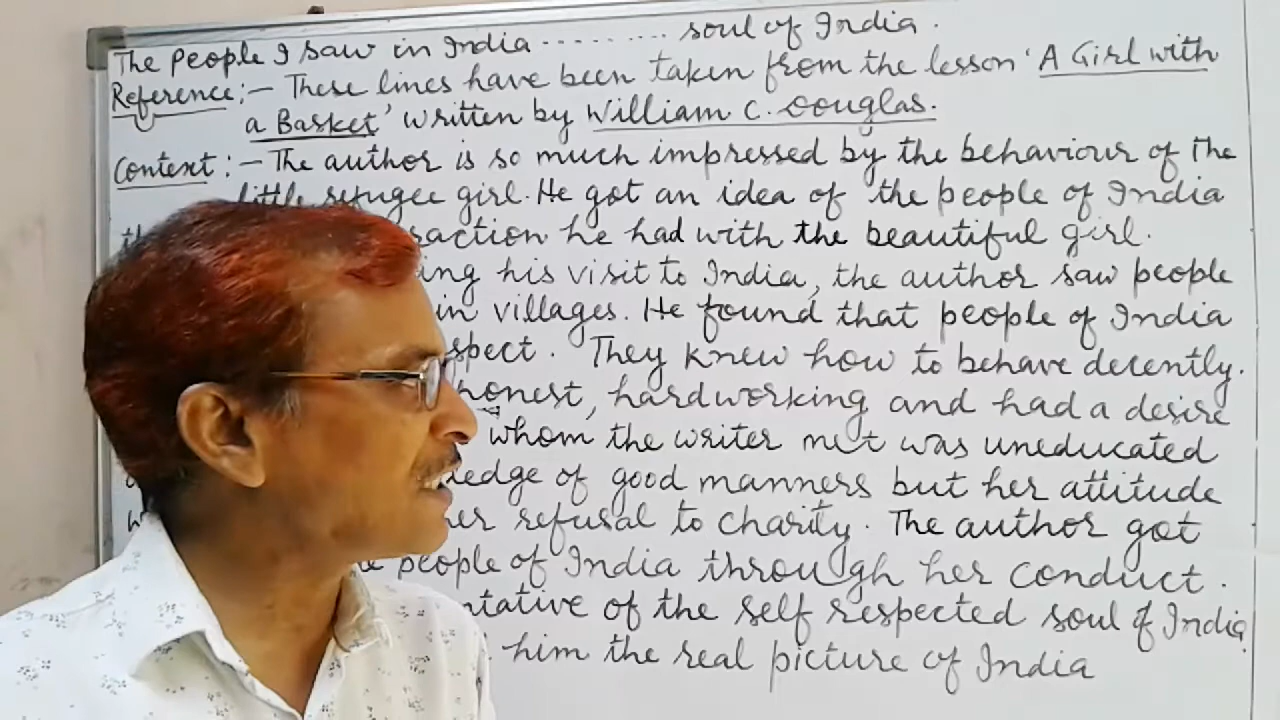 The People I saw in India .......... soul of India.
Reference:- These lines have been taken from the lesson 'A Girl with
a Basket' written by William C. Douglas.
Context:- The author is so much impressed by the behaviour of the
little refugee girl. He got an idea of the people of India
he had with the beautiful girl.
his visit to India, the author saw people
in villages. He found that people of India
They knew how to behave decently.
honest, hardworking and had a desire
whom the writer met was uneducated
of good manners but her attitude
refusal to charity. The author got
people of India through her conduct.
of the self respected soul of India.
him the real picture of India